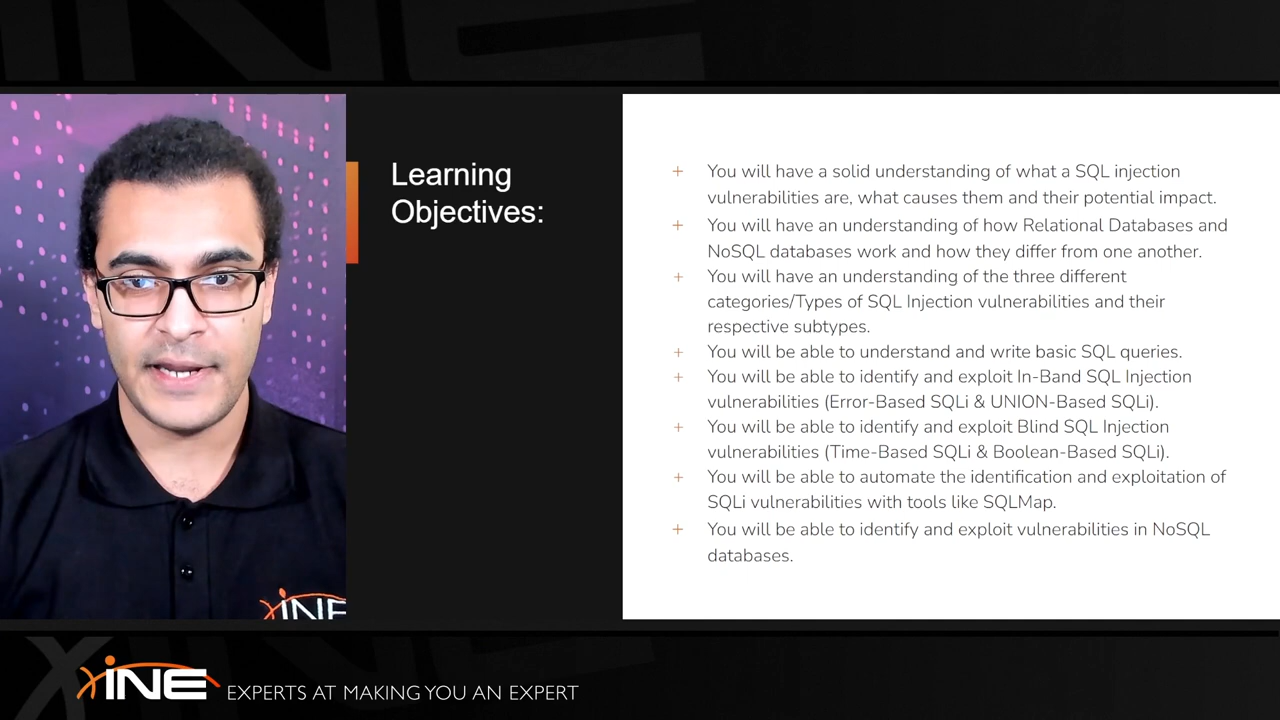 Learning
Objectives:
+ You will have a solid understanding of what a SQL injection
vulnerabilities are, what causes them and their potential impact.
+ You will have an understanding of how Relational Databases and
NoSQL databases work and how they differ from one another.
+ You will have an understanding of the three different
categories/Types of SQL Injection vulnerabilities and their
respective subtypes.
+ You will be able to understand and write basic SQL queries.
+ You will be able to identify and exploit In-Band SQL Injection
vulnerabilities (Error-Based SQLi & UNION-Based SQLi).
+ You will be able to identify and exploit Blind SQL Injection
vulnerabilities (Time-Based SQLi & Boolean-Based SQLi).
+ You will be able to automate the identification and exploitation of
SQLi vulnerabilities with tools like SQLMap.
+ You will be able to identify and exploit vulnerabilities in NoSQL
databases.
INE
INE EXPERTS AT MAKING YOU AN EXPERT